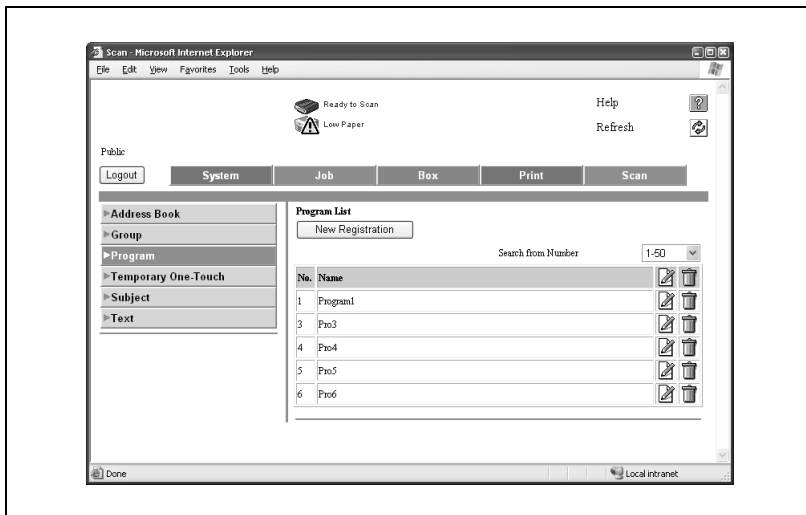 Scan - Microsoft Internet Explorer
File Edit View Favorites Tools Help
Ready to Scan
Low Paper
Help
Refresh
Public
Logout
System Job Box Print Scan
Address Book
Group
Program
Temporary One-Touch
Subject
Text
Program List
New Registration
Search from Number 1-50
No. Name
1 Program1
3 Pro3
4 Pro4
5 Pro5
6 Pro6
Done
Local intranet